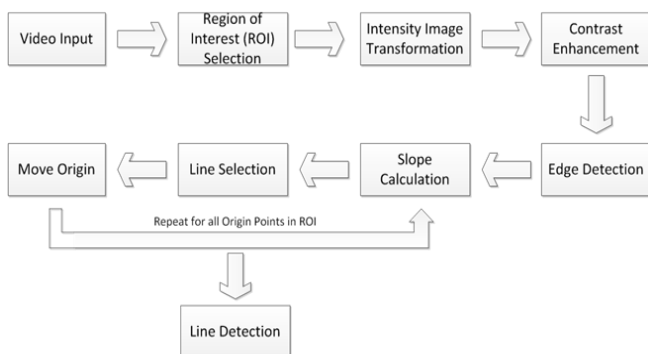 Video Input
Region of
Interest (ROI)
Selection
Intensity Image
Transformation
Contrast
Enhancement
Move Origin
Line Selection
Slope
Calculation
Edge Detection
Repeat for all Origin Points in ROI
Line Detection